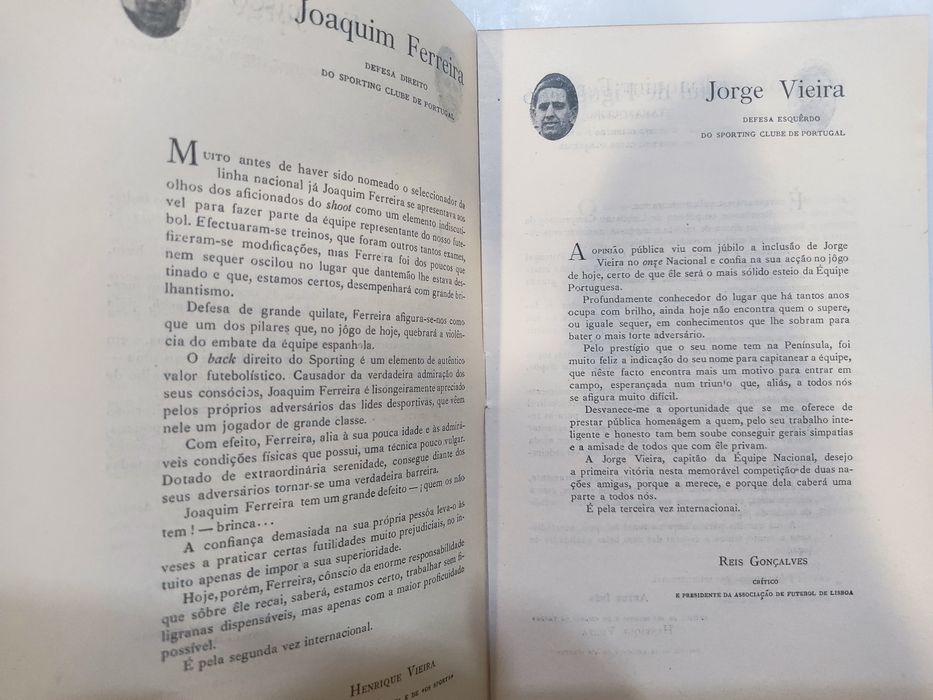 Joaquim Ferreira
DEFESA DIREITO
DO SPORTING CLUBE DE PORTUGAL
MUITO antes de haver sido nomeado o seleccionador da
linha nacional já Joaquim Ferreira se apresentava aos
olhos dos aficionados do shoot como um elemento indiscutí-
vel para fazer parte da équipe representante do nosso fute-
bol. Efectuaram-se treinos, que foram outros tantos exames,
fizeram-se modificações, mas Ferreira foi dos poucos que
nem sequer oscilou no lugar que dantemão lhe estava des-
tinado e que, estamos certos, desempenhará com grande bri-
lhantismo.
Defesa de grande quilate, Ferreira afigura-se-nos como
que um dos pilares que, no jôgo de hoje, quebrará a violên-
cia do embate da équipe espanhola.
O back direito do Sporting é um elemento de autêntico
valor futebolístico. Causador da verdadeira admiração dos
seus consócios, Joaquim Ferreira é lisongeiramente apreciado
pelos próprios adversários das lides desportivas, que vêem
nele um jogador de grande classe.
Com efeito, Ferreira, alia à sua pouca idade e às admirá-
veis condições físicas que possui, uma técnica pouco vulgar.
Dotado de extraordinária serenidade, consegue diante dos
seus adversários tornar-se uma verdadeira barreira.
Joaquim Ferreira tem um grande defeito — ¡quem os não
tem! — brinca...
A confiança demasiada na sua própria pessôa leva-o às
veses a praticar certas futilidades muito prejudiciais, no in-
tuito apenas de impor a sua superioridade.
Hoje, porém, Ferreira, cônscio da enorme responsabilidade
que sôbre êle recai, saberá, estamos certo, trabalhar sem fi-
ligranas dispensáveis, mas apenas com a maior proficuidade
possível.
É pela segunda vez internacional.
HENRIQUE VIEIRA
E DE «OS SPORTS»
Jorge Vieira
DEFESA ESQUÊRDO
DO SPORTING CLUBE DE PORTUGAL
A OPINIÃO pública viu com júbilo a inclusão de Jorge
Vieira no onze Nacional e confia na sua acção no jôgo
de hoje, certo de que êle será o mais sólido esteio da Équipe
Portuguesa.
Profundamente conhecedor do lugar que há tantos anos
ocupa com brilho, ainda hoje não encontra quem o supere,
ou iguale sequer, em conhecimentos que lhe sobram para
bater o mais forte adversário.
Pelo prestígio que o seu nome tem na Península, foi
muito feliz a indicação do seu nome para capitanear a équipe,
que nêste facto encontra mais um motivo para entrar em
campo, esperançada num triunfo que, aliás, a todos nós
se afigura muito difícil.
Desvanece-me a oportunidade que se me oferece de
prestar pública homenágem a quem, pelo seu trabalho inte-
ligente e honesto tam bem soube conseguir gerais simpatias
e a amisade de todos que com êle privam.
A Jorge Vieira, capitão da Équipe Nacional, desejo
a primeira vitória nesta memorável competição de duas na-
ções amigas, porque a merece, e porque dela caberá uma
parte a todos nós.
É pela terceira vez internacional.
REIS GONÇALVES
CRÍTICO
E PRESIDENTE DA ASSOCIAÇÃO DE FUTEBOL DE LISBOA